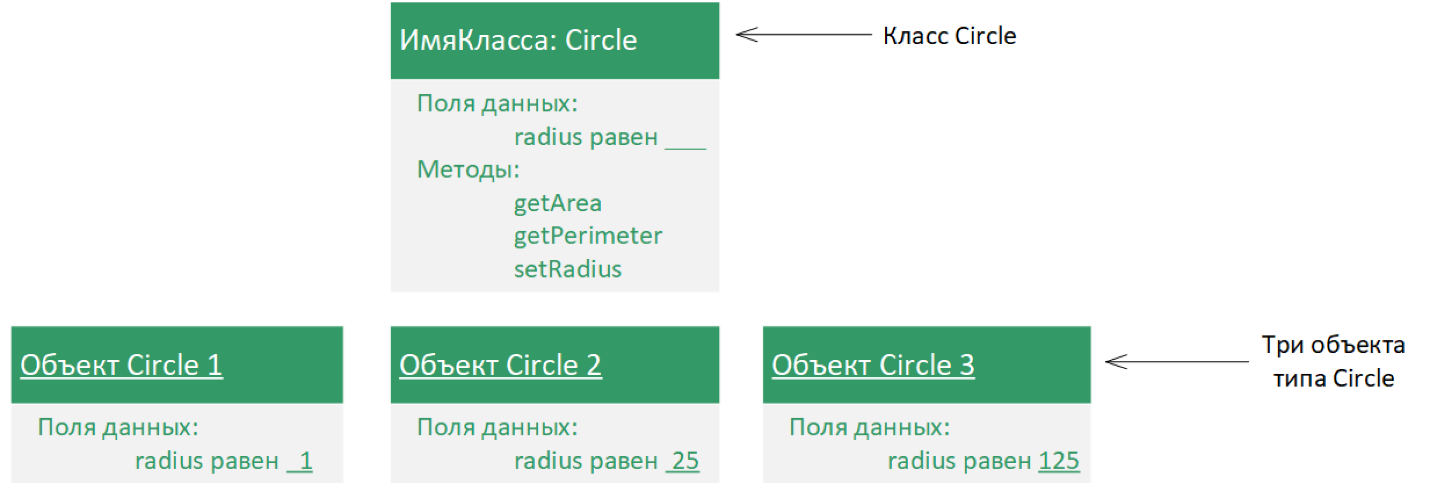 ИмяКласса: Circle
Класс Circle
Поля данных:
radius равен ___
Методы:
getArea
getPerimeter
setRadius
Объект Circle 1
Поля данных:
radius равен _1
Объект Circle 2
Поля данных:
radius равен _25
Объект Circle 3
Поля данных:
radius равен 125
Три объекта
типа Circle